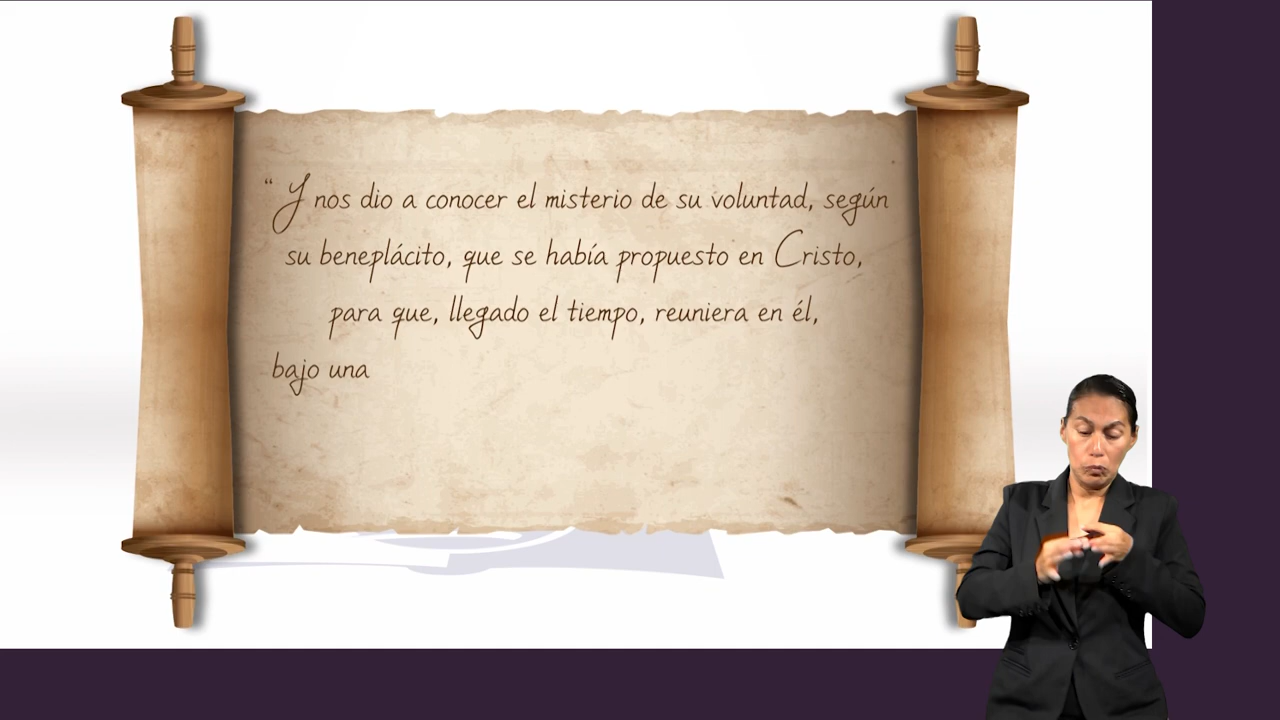 “ Y nos dio a conocer el misterio de su voluntad, según
su beneplácito, que se había propuesto en Cristo,
para que, llegado el tiempo, reuniera en él,
bajo una